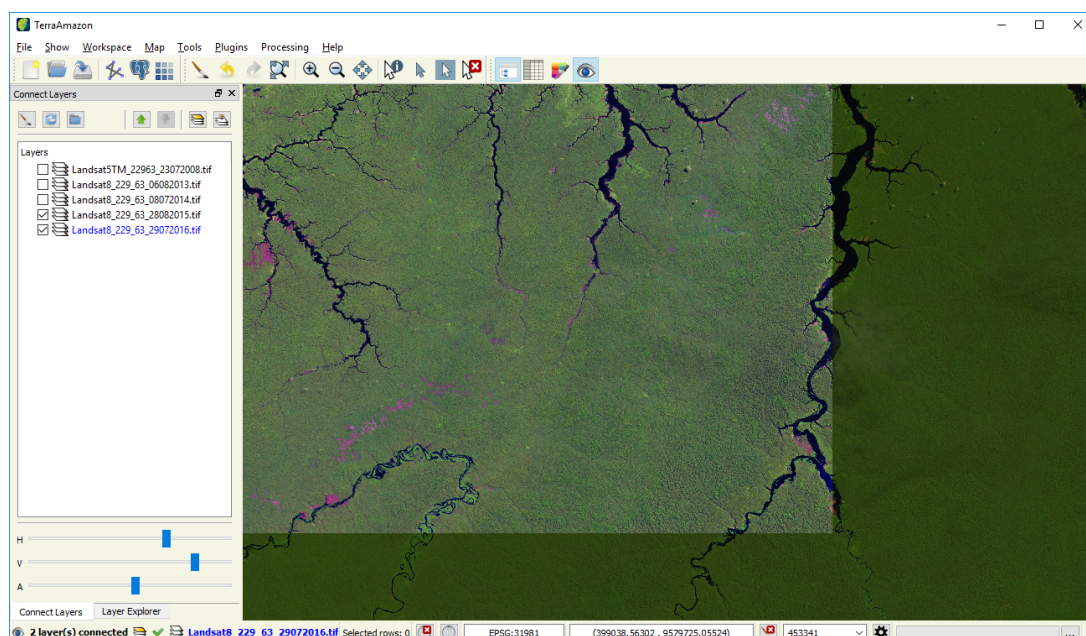 TerraAmazon
File Show Workspace Map Tools Plugins Processing Help
Connect Layers
Layers
Landsat5TM_22963_23072008.tif
Landsat8_229_63_06082013.tif
Landsat8_229_63_08072014.tif
Landsat8_229_63_28082015.tif
Landsat8_229_63_29072016.tif
H
V
A
Connect Layers Layer Explorer
2 layer(s) connected Landsat8_229_63_29072016.tif Selected rows: 0 EPSG:31981 (399038.56302 , 9579725.05524) 453341 ...